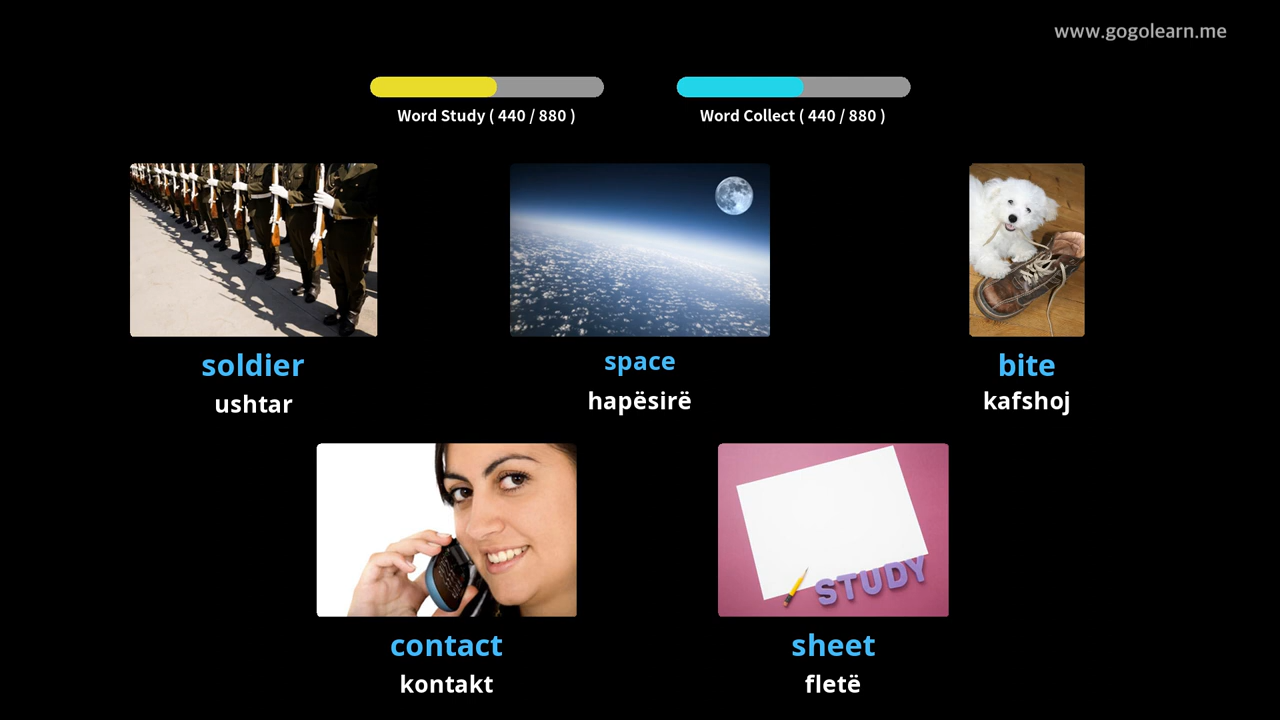 www.gogolearn.me
Word Study ( 440 / 880 )
Word Collect ( 440 / 880 )
soldier
ushtar
space
hapësirë
bite
kafshoj
STUDY
contact
kontakt
sheet
fletë